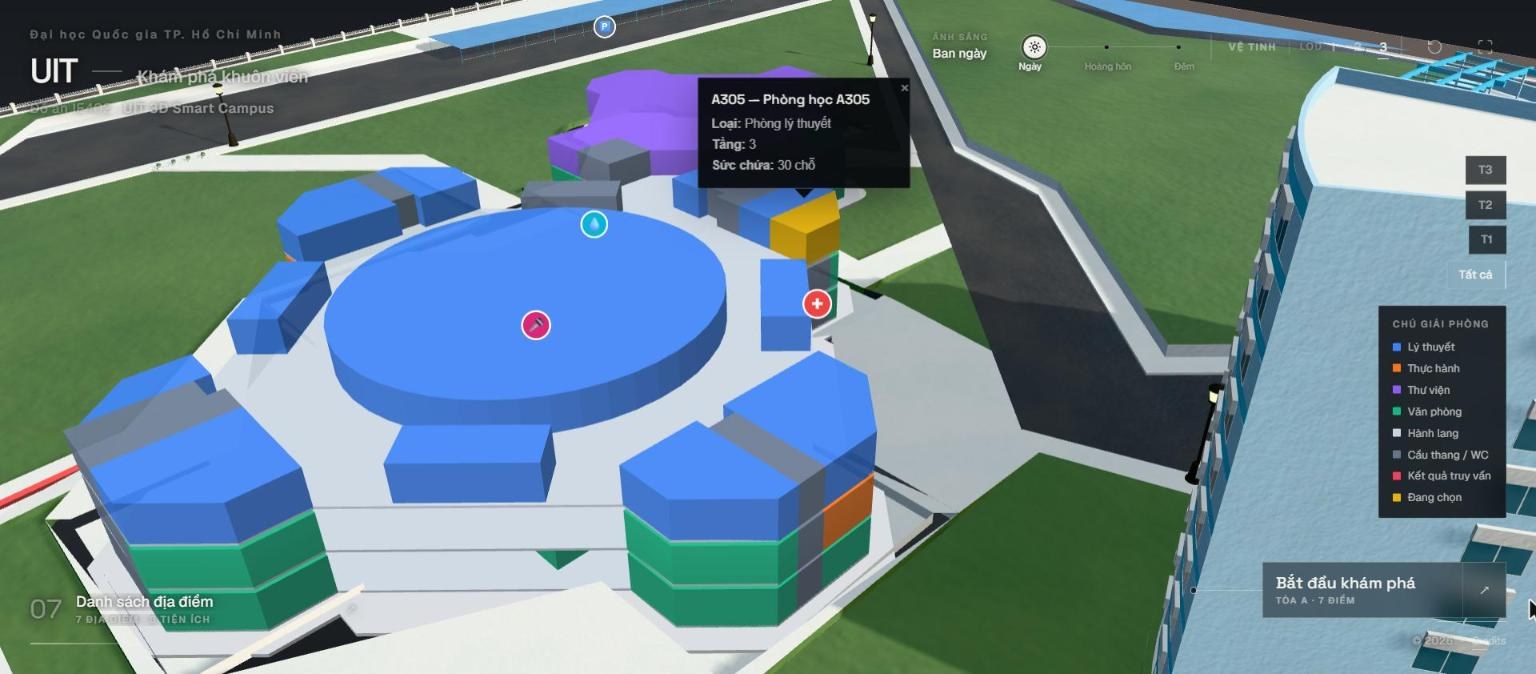 Đại học Quốc gia TP. Hồ Chí Minh
UIT — Khám phá khuôn viên
UIT 3D Smart Campus
P
ÁNH SÁNG
Ban ngày
Ngày
Hoàng hôn
Đêm
VỆ TINH
LOD 1 2 3
A305 — Phòng học A305
×
Loại: Phòng lý thuyết
Tầng: 3
Sức chứa: 30 chỗ
T3
T2
T1
Tất cả
CHÚ GIẢI PHÒNG
Lý thuyết
Thực hành
Thư viện
Văn phòng
Hành lang
Cầu thang / WC
Kết quả truy vấn
Đang chọn
Bắt đầu khám phá
TÒA A · 7 ĐIỂM
07
Danh sách địa điểm
7 ĐỊA ĐIỂM TIỆN ÍCH
© 2026